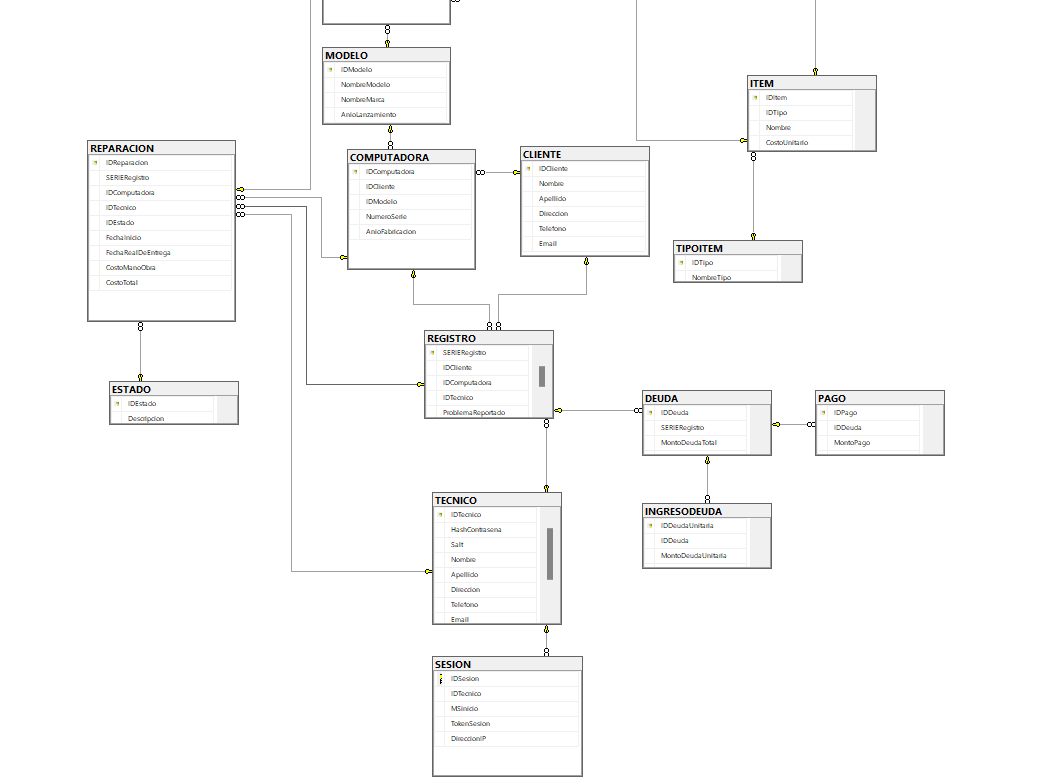 MODELO
IDModelo
NombreModelo
NombreMarca
AnioLanzamiento
ITEM
IDItem
IDTipo
Nombre
CostoUnitario
REPARACION
IDReparacion
SERIERegistro
IDComputadora
IDTecnico
IDEstado
FechaInicio
FechaRealDeEntrega
CostoManoObra
CostoTotal
COMPUTADORA
IDComputadora
IDCliente
IDModelo
NumeroSerie
AnioFabricacion
CLIENTE
IDCliente
Nombre
Apellido
Direccion
Telefono
Email
TIPOITEM
IDTipo
NombreTipo
REGISTRO
SERIERegistro
IDCliente
IDComputadora
IDTecnico
ProblemaReportado
ESTADO
IDEstado
Descripcion
DEUDA
IDDeuda
SERIERegistro
MontoDeudaTotal
PAGO
IDPago
IDDeuda
MontoPago
TECNICO
IDTecnico
HashContrasena
Salt
Nombre
Apellido
Direccion
Telefono
Email
INGRESODEUDA
IDDeudaUnitaria
IDDeuda
MontoDeudaUnitaria
SESION
IDSesion
IDTecnico
MSInicio
TokenSesion
DireccionIP